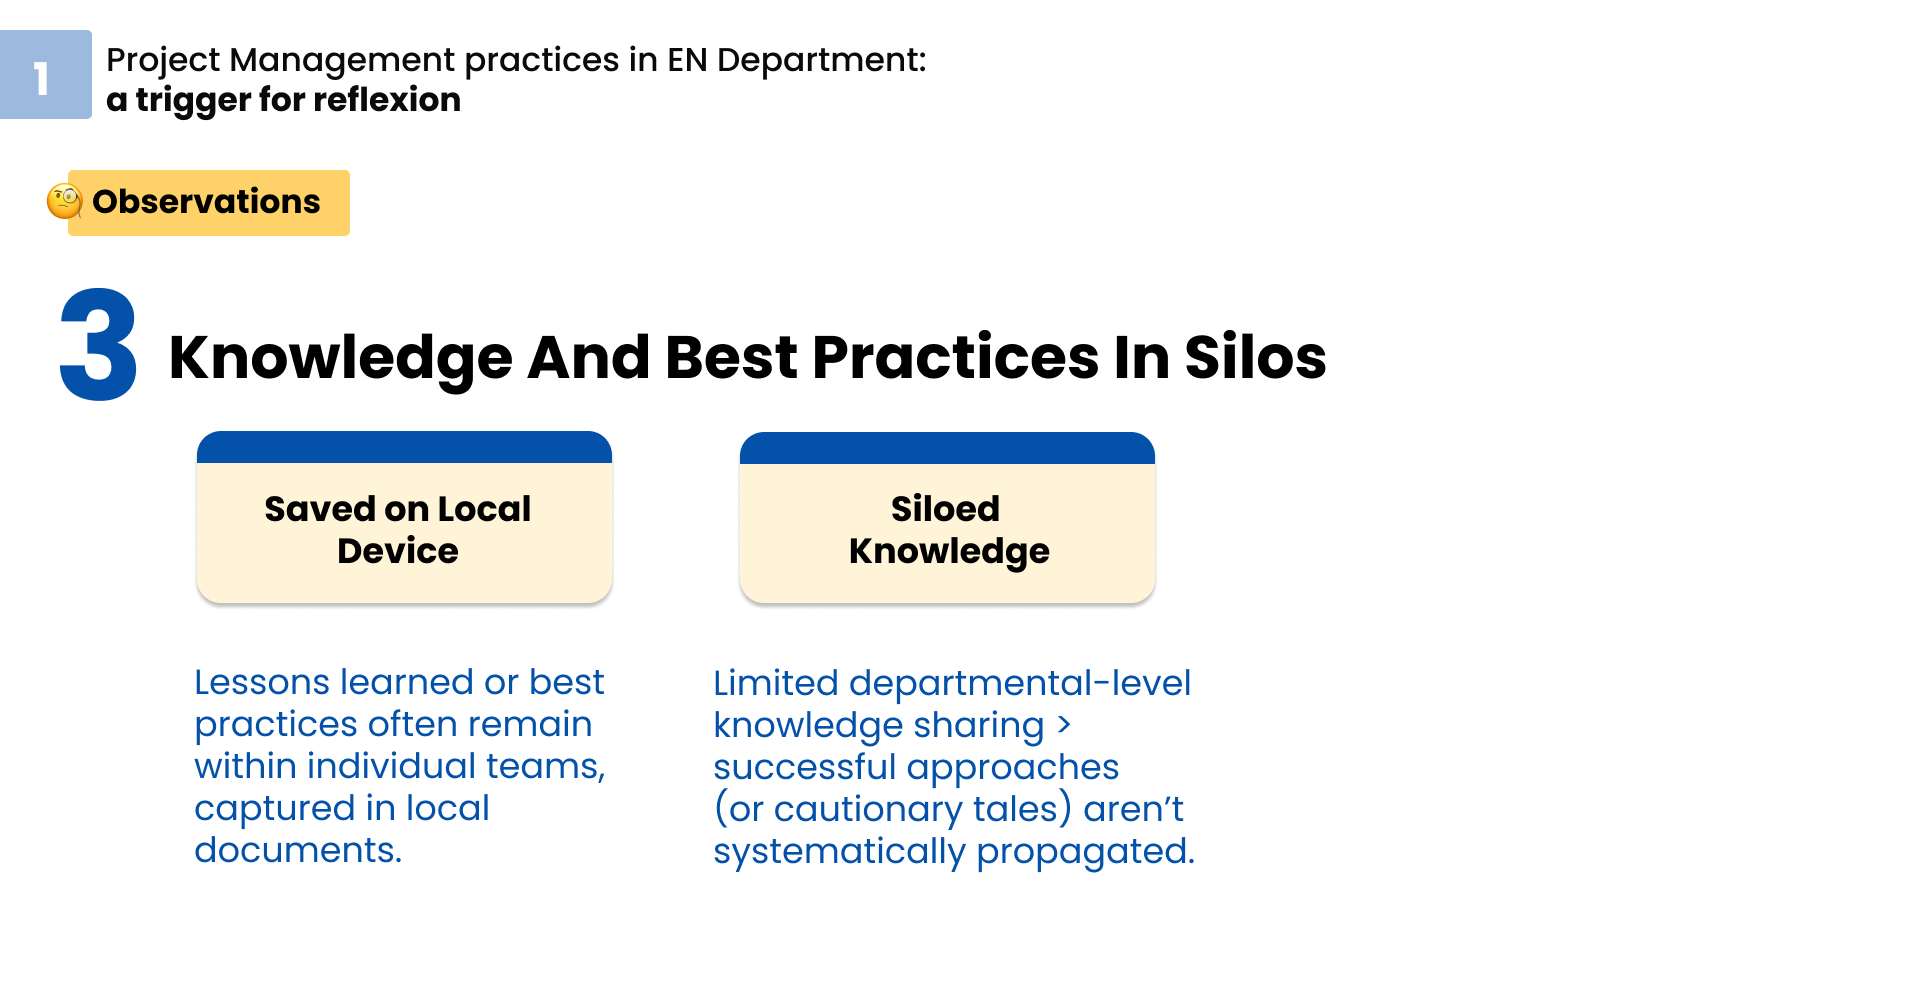 1
Project Management practices in EN Department:
a trigger for reflexion
Observations
3
Knowledge And Best Practices In Silos
Saved on Local
Device
Lessons learned or best
practices often remain
within individual teams,
captured in local
documents.
Siloed
Knowledge
Limited departmental-level
knowledge sharing >
successful approaches
(or cautionary tales) aren’t
systematically propagated.